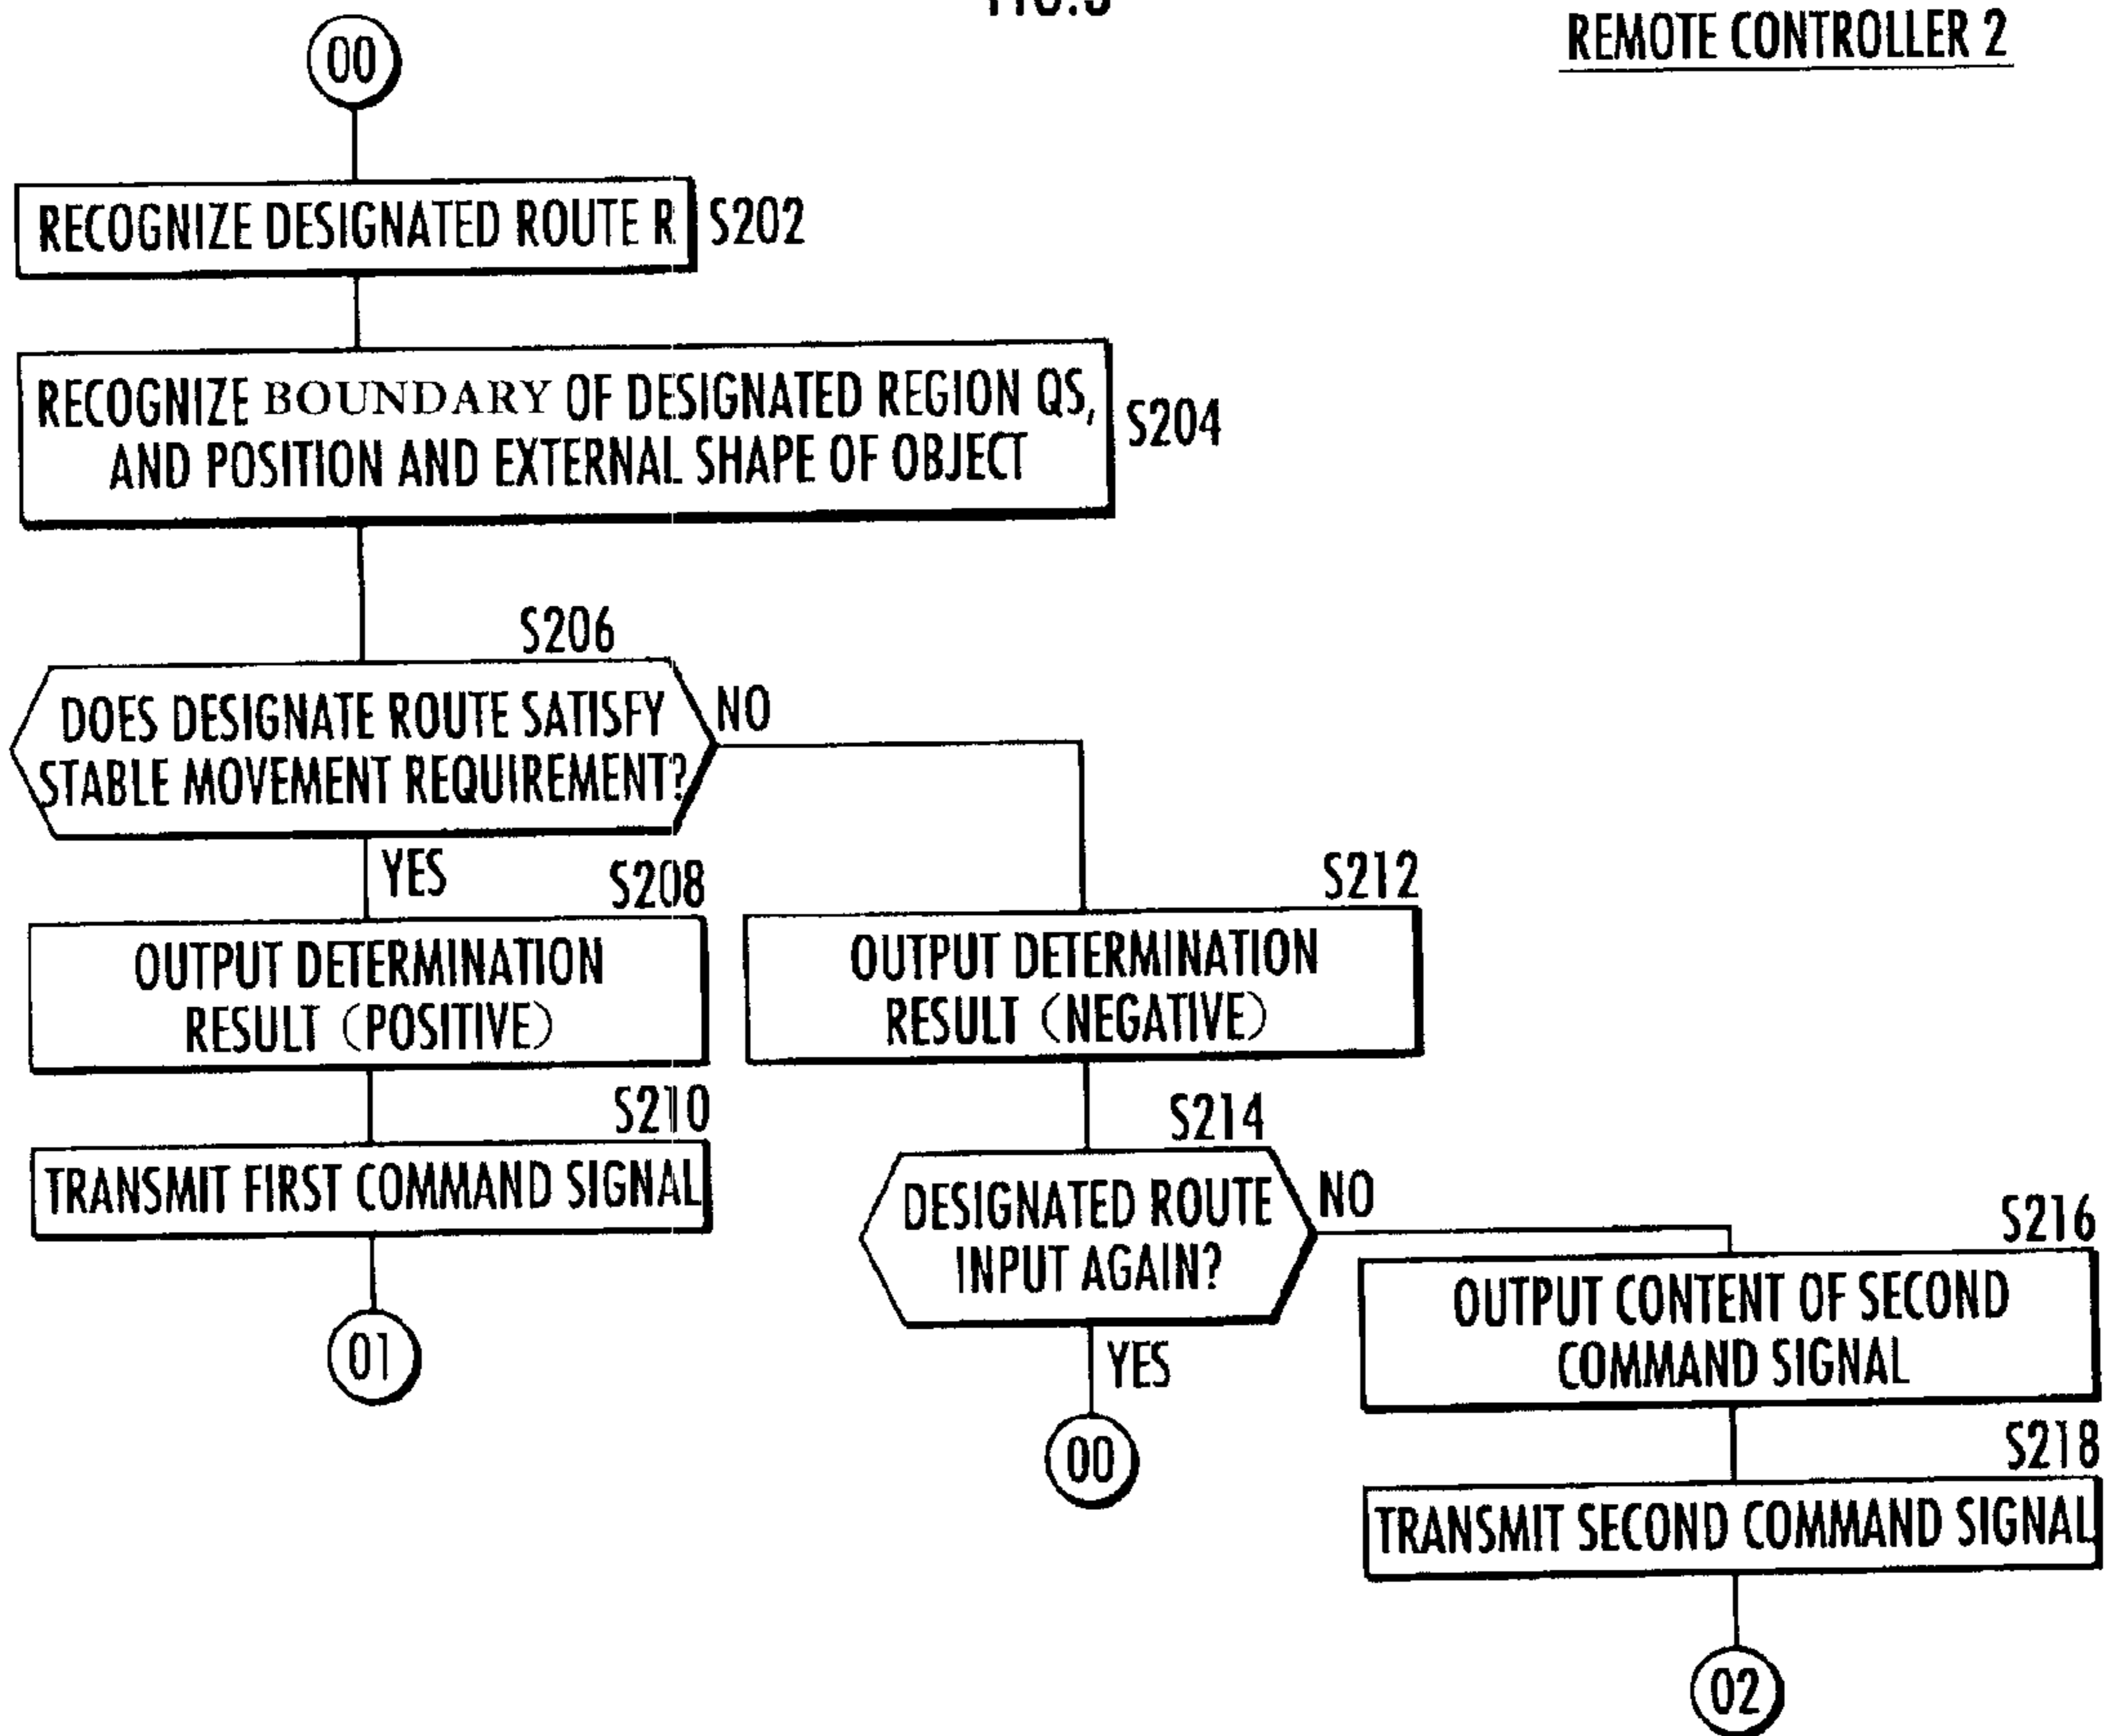 REMOTE CONTROLLER 2
00
RECOGNIZE DESIGNATED ROUTE R
S202
RECOGNIZE BOUNDARY OF DESIGNATED REGION QS,
AND POSITION AND EXTERNAL SHAPE OF OBJECT
S204
S206
DOES DESIGNATE ROUTE SATISFY
STABLE MOVEMENT REQUIREMENT?
NO
YES
S208
OUTPUT DETERMINATION
RESULT (POSITIVE)
S210
TRANSMIT FIRST COMMAND SIGNAL
01
S212
OUTPUT DETERMINATION
RESULT (NEGATIVE)
S214
DESIGNATED ROUTE
INPUT AGAIN?
NO
YES
00
S216
OUTPUT CONTENT OF SECOND
COMMAND SIGNAL
S218
TRANSMIT SECOND COMMAND SIGNAL
02